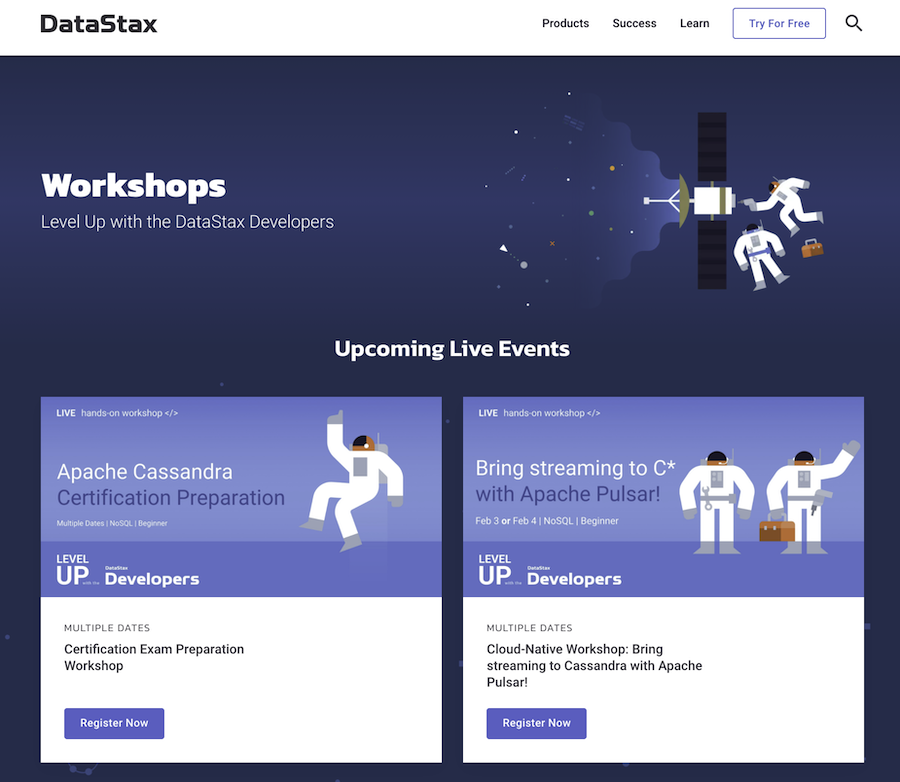 DataStax
Products
Success
Learn
Try For Free
Workshops
Level Up with the DataStax Developers
Upcoming Live Events
LIVE hands-on workshop </>
Apache Cassandra
Certification Preparation
Multiple Dates | NoSQL | Beginner
LEVEL
UP with the DataStax Developers
MULTIPLE DATES
Certification Exam Preparation
Workshop
Register Now
LIVE hands-on workshop </>
Bring streaming to C*
with Apache Pulsar!
Feb 3 or Feb 4 | NoSQL | Beginner
LEVEL
UP with the DataStax Developers
MULTIPLE DATES
Cloud-Native Workshop: Bring
streaming to Cassandra with Apache
Pulsar!
Register Now